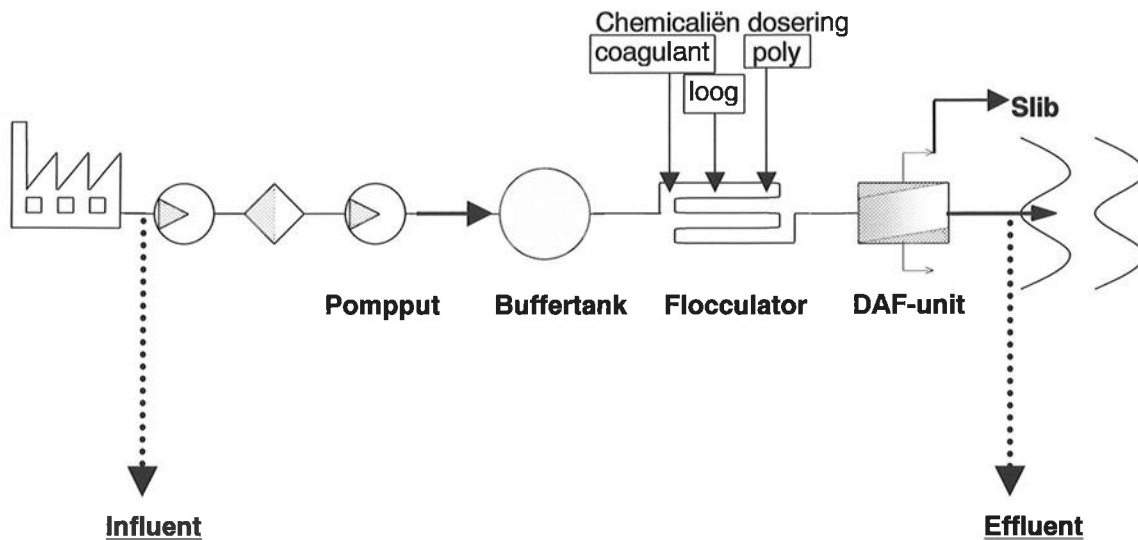 Chemicaliën dosering
coagulant
poly
loog
Slib
Pompput
Buffertank
Flocculator
DAF-unit
Influent
Effluent